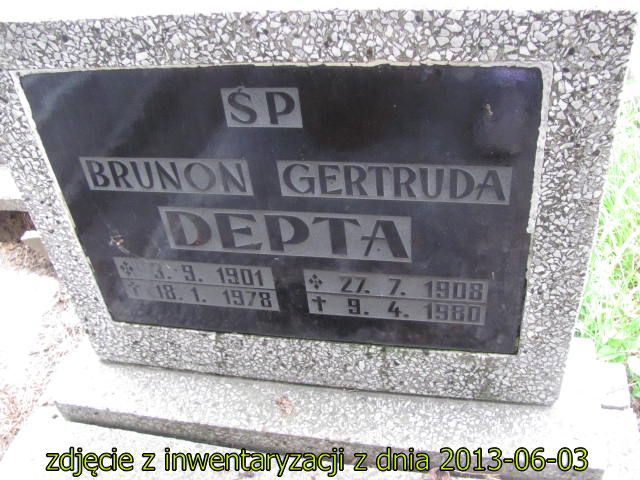 ŚP
BRUNON GERTRUDA
DEPTA
3. 9. 1901 27. 7. 1908
† 18. 1. 1978 † 9. 4. 1980
zdjęcie z inwentaryzacji z dnia 2013-06-03